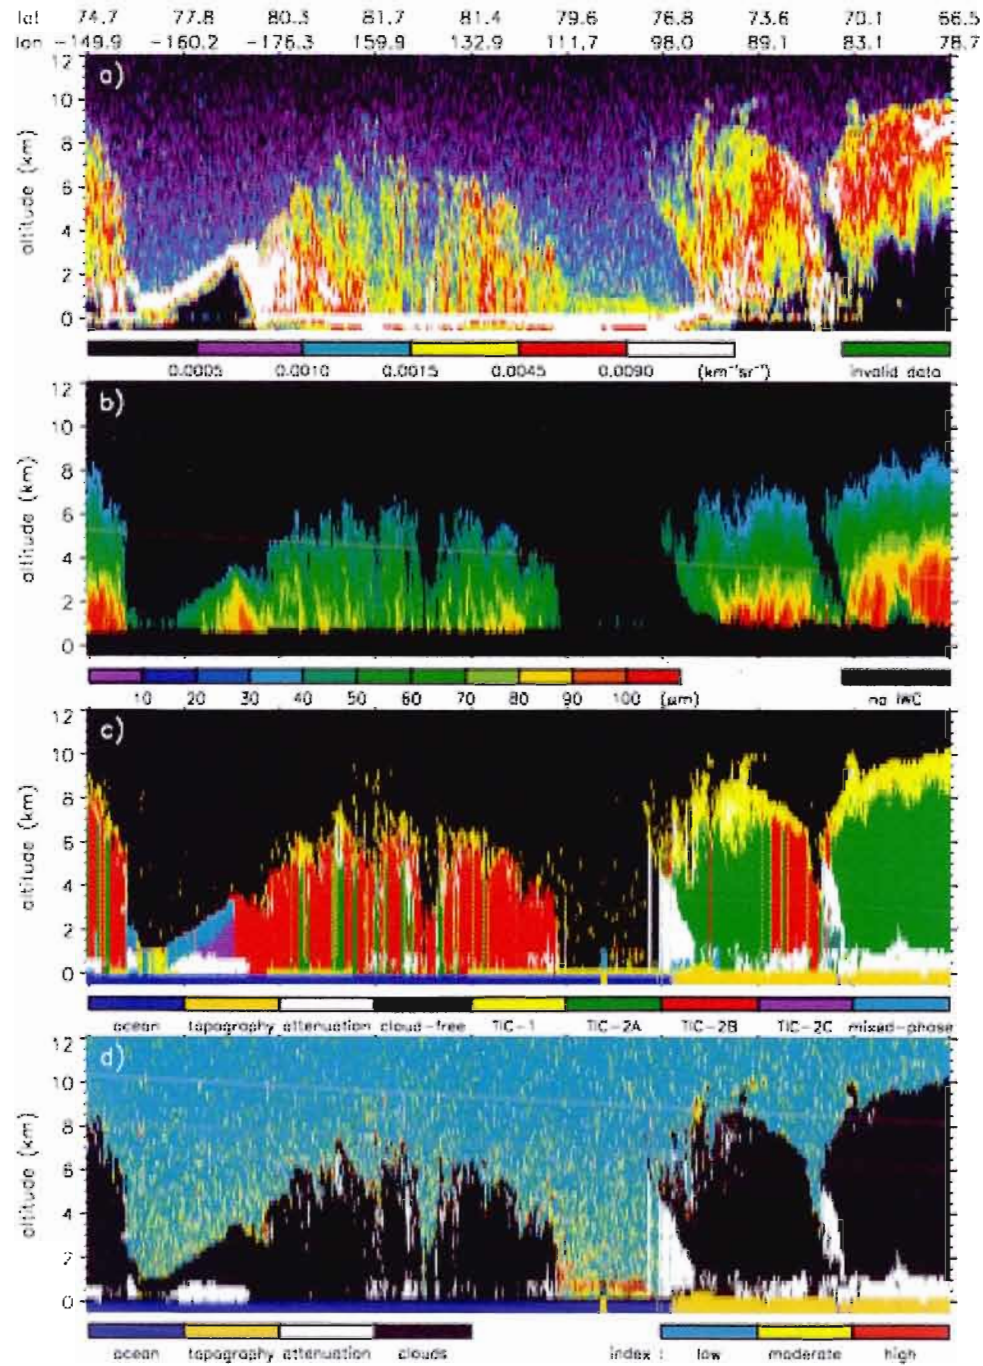 lat 74.7 77.8 80.3 81.7 81.4 79.6 76.8 73.6 70.1 66.5
lon -149.9 -160.2 -176.3 159.9 132.9 111.7 98.0 89.1 83.1 78.7
a)
altitude (km)
12
10
8
6
4
2
0
0.0005 0.0010 0.0015 0.0045 0.0090 (km⁻¹sr⁻¹) invalid data
b)
altitude (km)
12
10
8
6
4
2
0
10 20 30 40 50 60 70 80 90 100 (μm) no IWC
c)
altitude (km)
12
10
8
6
4
2
0
ocean topography attenuation cloud-free TIC-1 TIC-2A TIC-2B TIC-2C mixed-phase
d)
altitude (km)
12
10
8
6
4
2
0
ocean topography attenuation clouds index : low moderate high